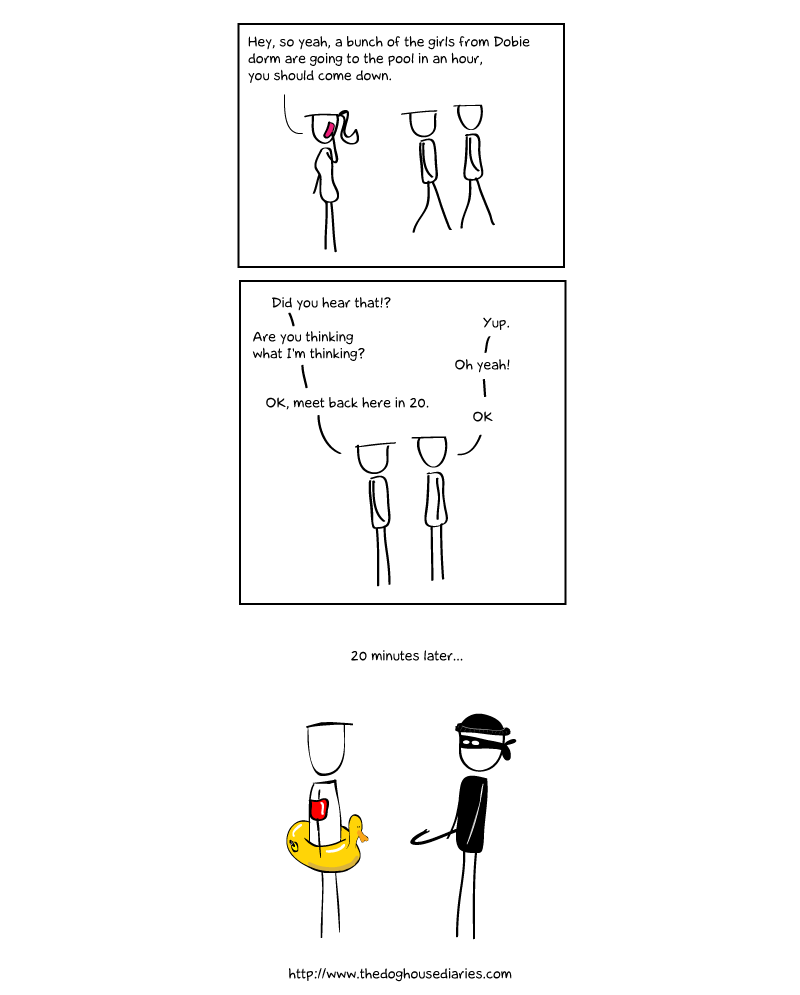 Hey, so yeah, a bunch of the girls from Dobie
dorm are going to the pool in an hour,
you should come down.
Did you hear that!?
Yup.
Are you thinking
what I'm thinking?
Oh yeah!
OK, meet back here in 20.
OK
20 minutes later...
http://www.thedoghousediaries.com